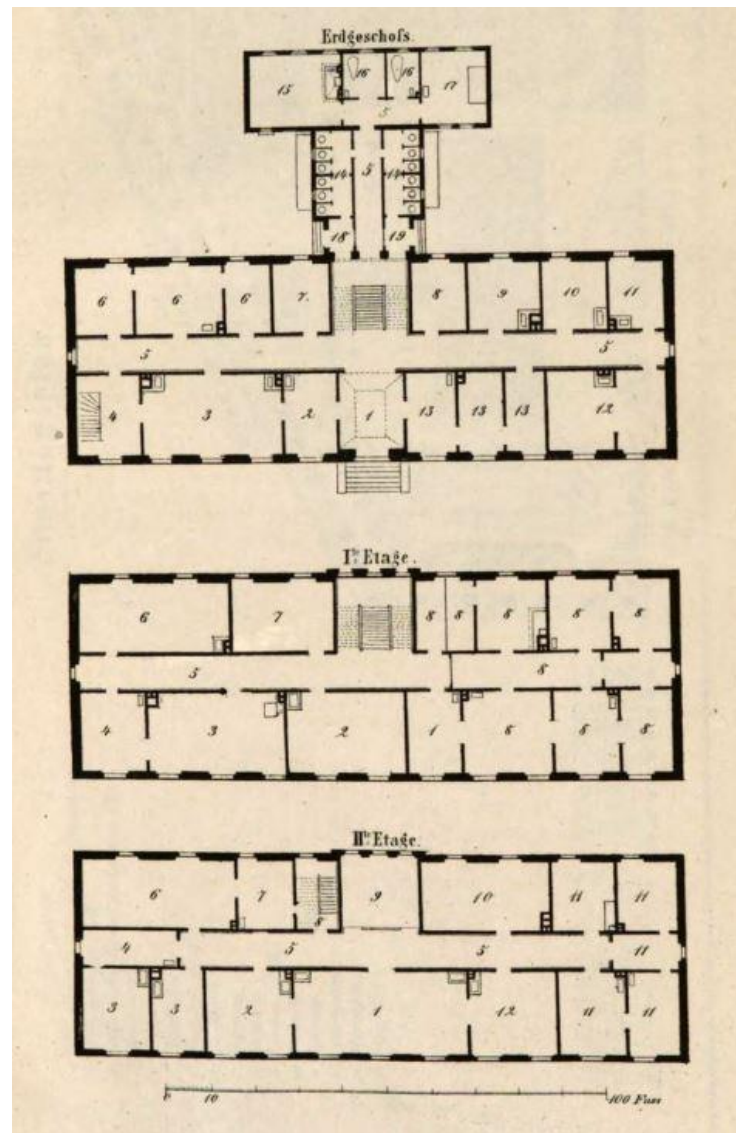 Erdgeschoss.
15 16 16 17
5
14 5 14
18 19
6 6 6 7. 8 9 10 11
5 5
4 3 2 1 13 13 13 12
Ite Etage.
6 7 8 8 8 8 8
5 8
4 3 2 1 8 8 8
IIte Etage.
6 7 8 9 10 11 11
4 5 5 11
3 3 2 1 12 11 11
0 10 100 Fuss